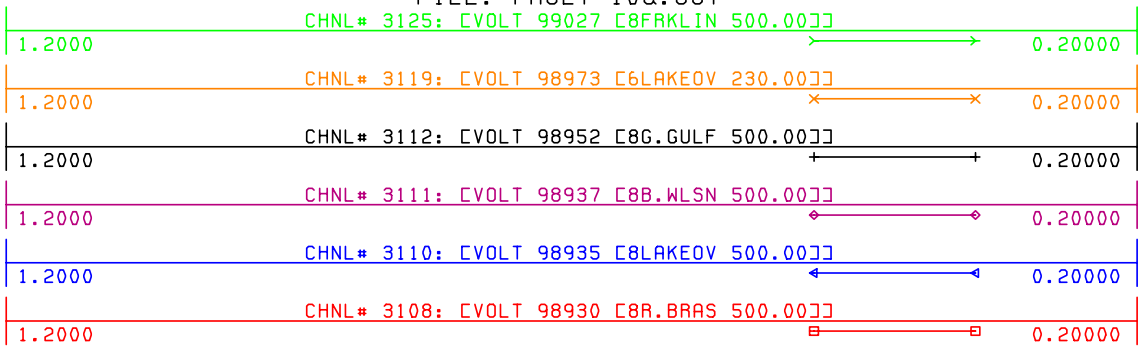 FILE:
CHNL# 3125: [VOLT 99027 [8FRKLIN 500.00]]
1.2000 0.20000
CHNL# 3119: [VOLT 98973 [6LAKEOV 230.00]]
1.2000 0.20000
CHNL# 3112: [VOLT 98952 [8G.GULF 500.00]]
1.2000 0.20000
CHNL# 3111: [VOLT 98937 [8B.WLSN 500.00]]
1.2000 0.20000
CHNL# 3110: [VOLT 98935 [8LAKEOV 500.00]]
1.2000 0.20000
CHNL# 3108: [VOLT 98930 [8R.BRAS 500.00]]
1.2000 0.20000